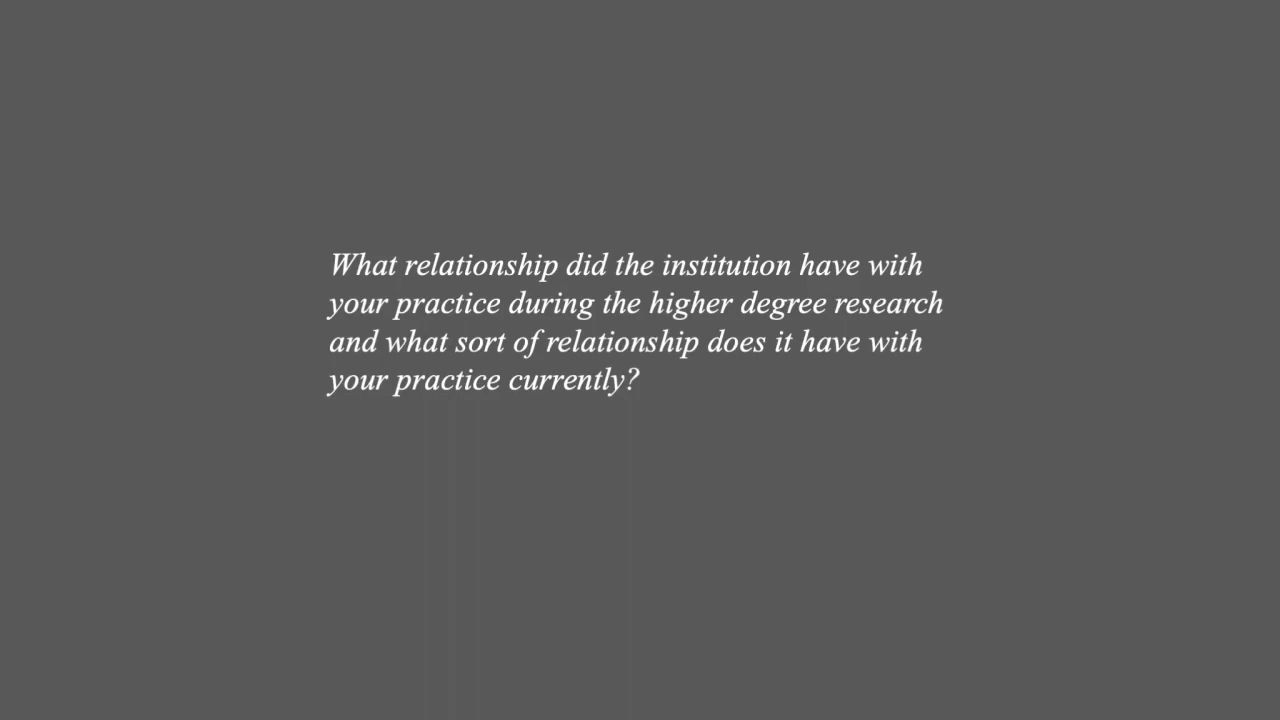 What relationship did the institution have with
your practice during the higher degree research
and what sort of relationship does it have with
your practice currently?